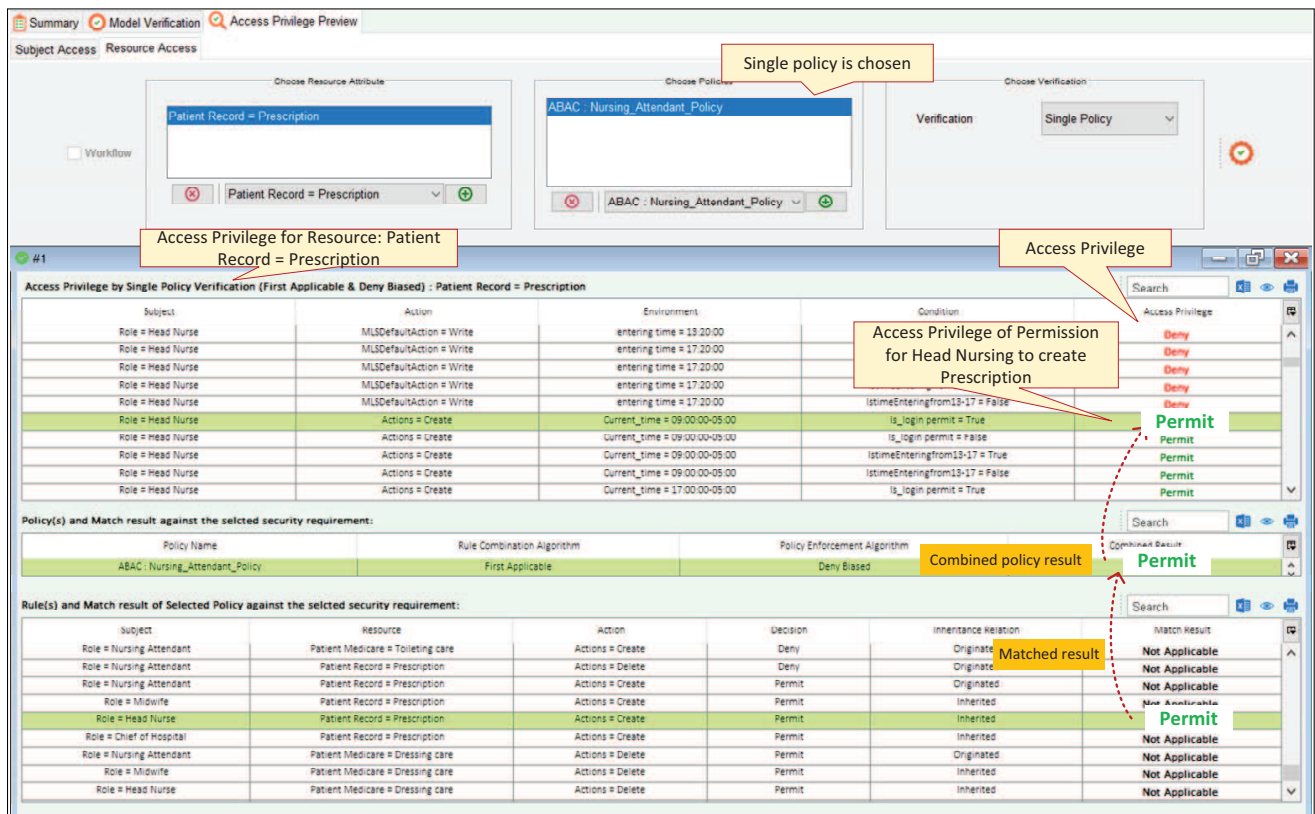 Summary Model Verification Access Privilege Preview
Subject Access Resource Access
Single policy is chosen
Choose Resource Attribute Choose Policies Choose Verification
Patient Record = Prescription ABAC : Nursing_Attendant_Policy
Verification Single Policy
Workflow
Patient Record = Prescription ABAC : Nursing_Attendant_Policy
Access Privilege for Resource: Patient
Record = Prescription
Access Privilege
#1
Access Privilege by Single Policy Verification (First Applicable & Deny Biased) : Patient Record = Prescription Search
Subject Action Environment Condition Access Privilege
Role = Head Nurse MLSDefaultAction = Write entering time = 13:20:00 Deny
Role = Head Nurse MLSDefaultAction = Write entering time = 17:20:00 Deny
Role = Head Nurse MLSDefaultAction = Write entering time = 17:20:00 Deny
Role = Head Nurse MLSDefaultAction = Write entering time = 17:20:00 Deny
Role = Head Nurse MLSDefaultAction = Write entering time = 17:20:00 IstimeEnteringfrom13-17 = False Deny
Access Privilege of Permission
for Head Nursing to create
Prescription
Role = Head Nurse Actions = Create Current_time = 09:00:00-05:00 Is_login permit = True Permit
Role = Head Nurse Actions = Create Current_time = 09:00:00-05:00 Is_login permit = False Permit
Role = Head Nurse Actions = Create Current_time = 09:00:00-05:00 IstimeEnteringfrom13-17 = True Permit
Role = Head Nurse Actions = Create Current_time = 09:00:00-05:00 IstimeEnteringfrom13-17 = False Permit
Role = Head Nurse Actions = Create Current_time = 17:00:00-05:00 Is_login permit = True Permit
Policy(s) and Match result against the selcted security requirement: Search
Policy Name Rule Combination Algorithm Policy Enforcement Algorithm Combined Result
ABAC : Nursing_Attendant_Policy First Applicable Deny Biased Combined policy result Permit
Rule(s) and Match result of Selected Policy against the selcted security requirement: Search
Subject Resource Action Decision Inheritance Relation Match Result
Role = Nursing Attendant Patient Medicare = Toileting care Actions = Create Deny Originate Not Applicable
Matched result
Role = Nursing Attendant Patient Record = Prescription Actions = Delete Deny Originate Not Applicable
Role = Nursing Attendant Patient Record = Prescription Actions = Create Permit Originated Not Applicable
Role = Midwife Patient Record = Prescription Actions = Create Permit Inherited Not Applicable
Role = Head Nurse Patient Record = Prescription Actions = Create Permit Inherited Permit
Role = Chief of Hospital Patient Record = Prescription Actions = Create Permit Inherited Not Applicable
Role = Nursing Attendant Patient Medicare = Dressing care Actions = Delete Permit Originated Not Applicable
Role = Midwife Patient Medicare = Dressing care Actions = Delete Permit Inherited Not Applicable
Role = Head Nurse Patient Medicare = Dressing care Actions = Delete Permit Inherited Not Applicable